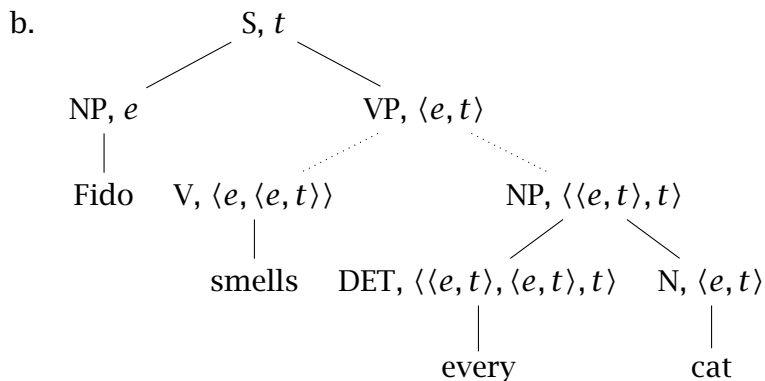 b. S, t
NP, e VP, ⟨e, t⟩
Fido V, ⟨e, ⟨e, t⟩⟩ NP, ⟨⟨e, t⟩, t⟩
smells DET, ⟨⟨e, t⟩, ⟨e, t⟩, t⟩ N, ⟨e, t⟩
every cat